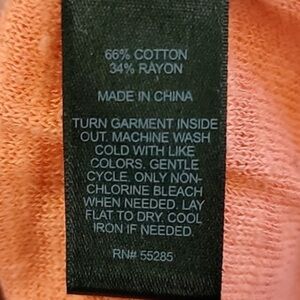 66% COTTON
34% RAYON
MADE IN CHINA
TURN GARMENT INSIDE
OUT. MACHINE WASH
COLD WITH LIKE
COLORS. GENTLE
CYCLE. ONLY NON-
CHLORINE BLEACH
WHEN NEEDED. LAY
FLAT TO DRY. COOL
IRON IF NEEDED.
RN# 55285